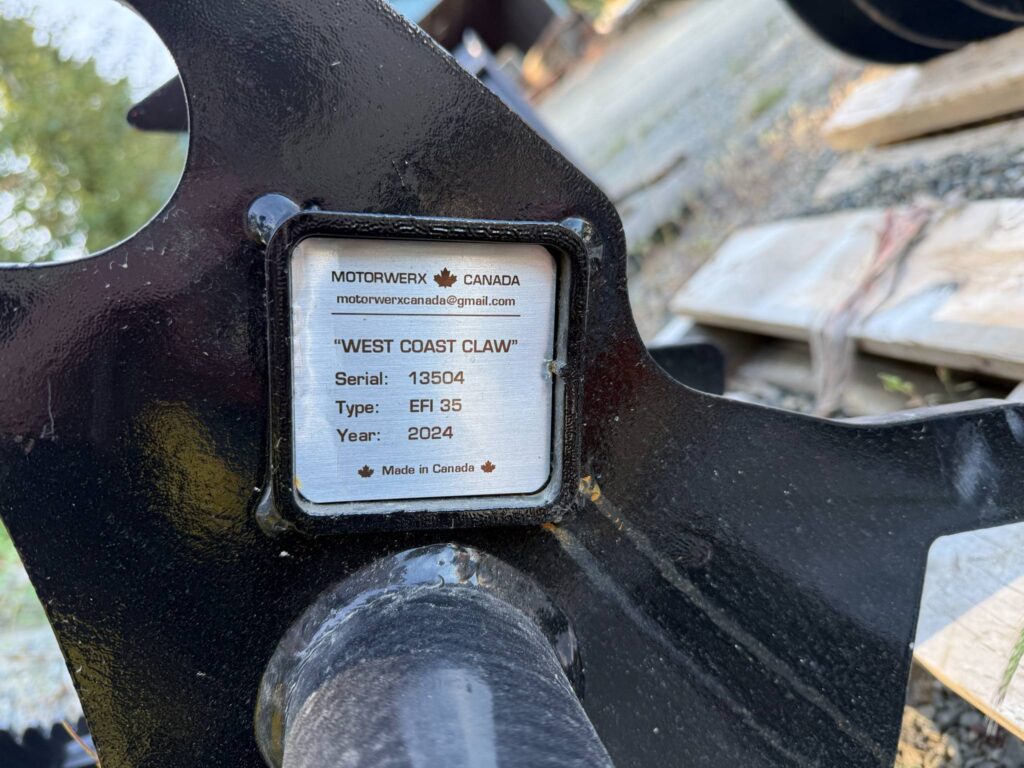 MOTORWERX CANADA
motorwerxcanada@gmail.com
"WEST COAST CLAW"
Serial: 13504
Type: EFI 35
Year: 2024
Made in Canada